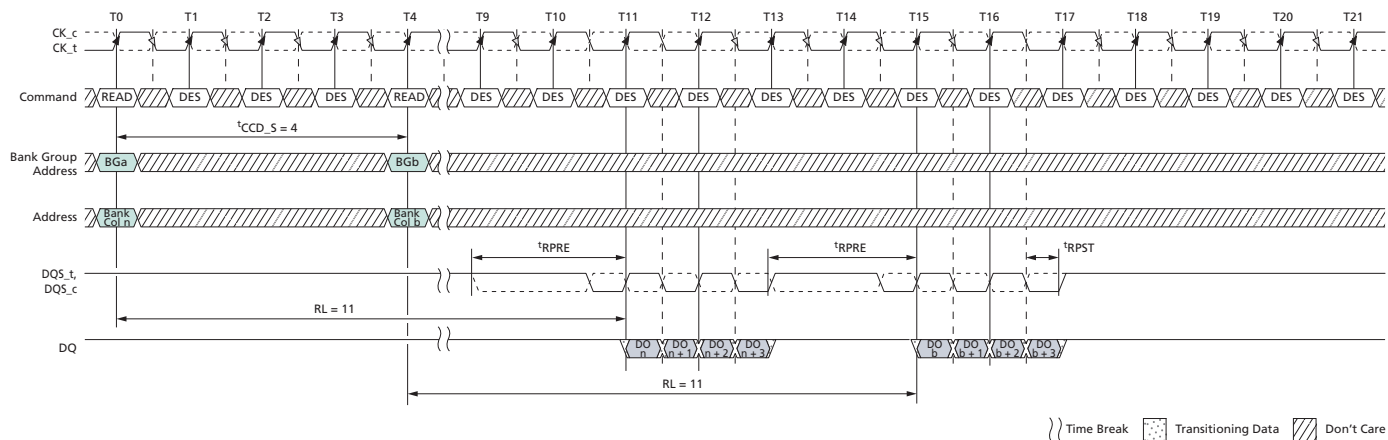 T0 T1 T2 T3 T4 T9 T10 T11 T12 T13 T14 T15 T16 T17 T18 T19 T20 T21
CK_c
CK_t
Command READ DES DES DES READ DES DES DES DES DES DES DES DES DES DES DES DES DES
tCCD_S = 4
Bank Group
Address
BGa BGb
Address
Bank
Col n
Bank
Col b
tRPRE tRPRE tRPST
DQS_t,
DQS_c
RL = 11
DQ
DO
n
DO
n + 1
DO
n + 2
DO
n + 3
DO
b
DO
b + 1
DO
b + 2
DO
b + 3
RL = 11
Time Break Transitioning Data Don't Care